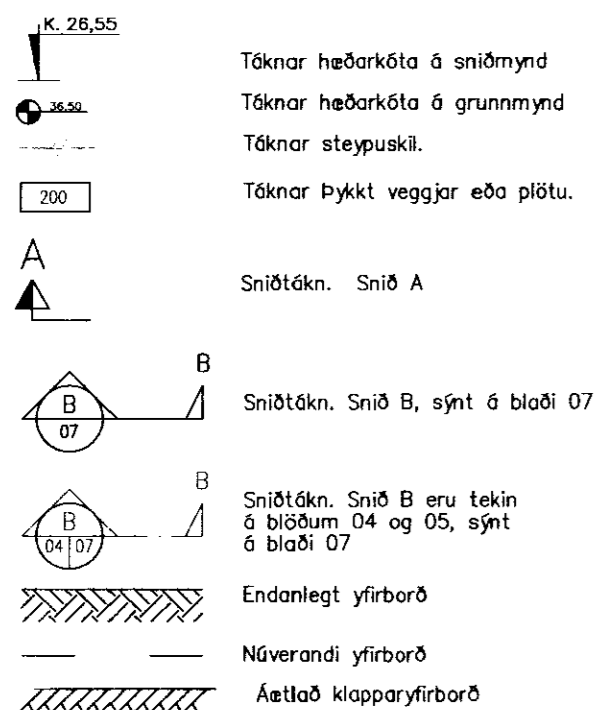 K. 26,55
Táknar hæðarkóta á sniðmynd
36.50
Táknar hæðarkóta á grunnmynd
Táknar steypuskil.
200
Táknar Þykkt veggjar eða plötu.
A
Sniðtákn. Snið A
B
B
07
Sniðtákn. Snið B, sýnt á blaði 07
B
B
04 07
Sniðtákn. Snið B eru tekin
á blöðum 04 og 05, sýnt
á blaði 07
Endanlegt yfirborð
Núverandi yfirborð
Áætlað klapparyfirborð